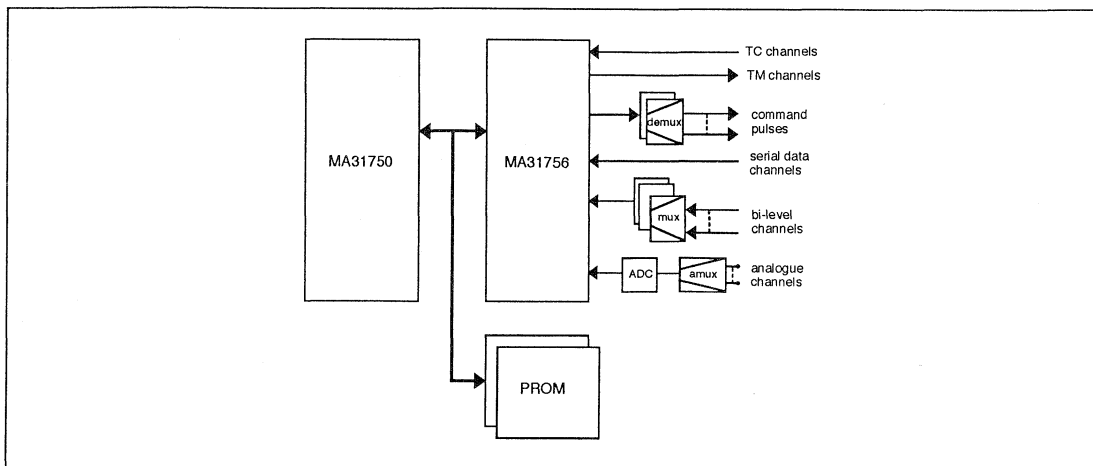 MA31750
MA31756
TC channels
TM channels
demux
command
pulses
serial data
channels
mux
bi-level
channels
ADC
amux
analogue
channels
PROM